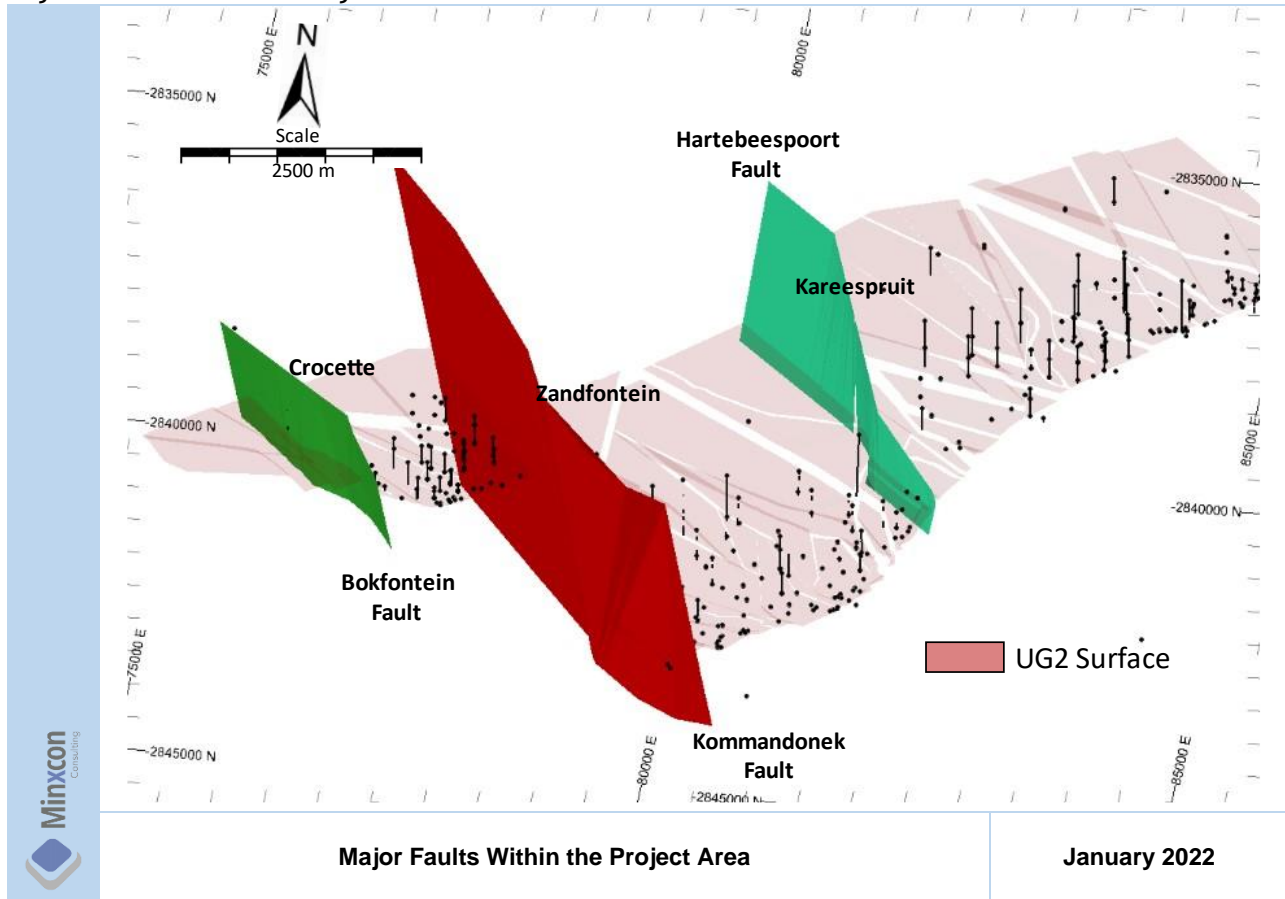 75000 E
80000 E
N
-2835000 N
Scale
2500 m
Hartebeespoort
Fault
-2835000 N
Kareespruit
Crocette
Zandfontein
-2840000 N
85000 E
-2840000 N
Bokfontein
Fault
75000 E
UG2 Surface
Kommandonek
Fault
-2845000 N
80000 E
-2845000 N
85000 E
Minxcon
Consulting
Major Faults Within the Project Area
January 2022